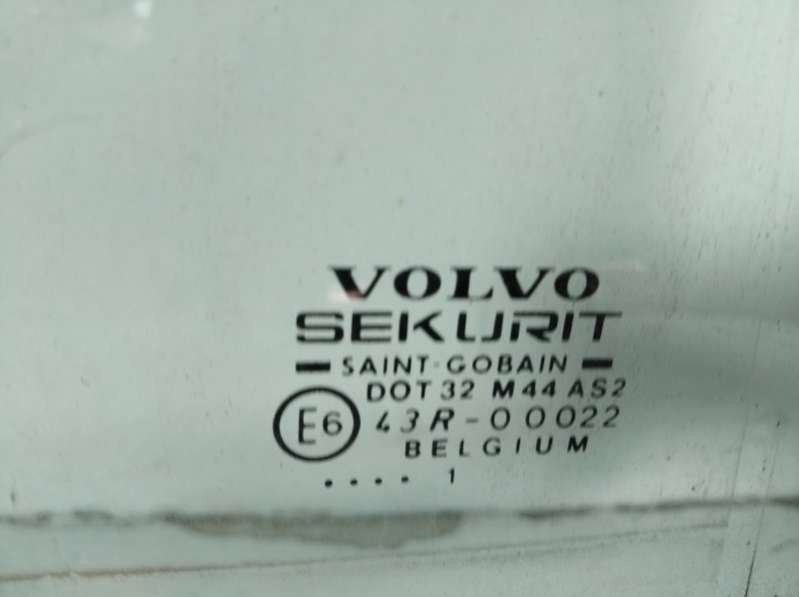 VOLVO
SEKURIT
SAINT-GOBAIN
DOT 32 M44 AS2
E6 43R-00022
BELGIUM
.... 1